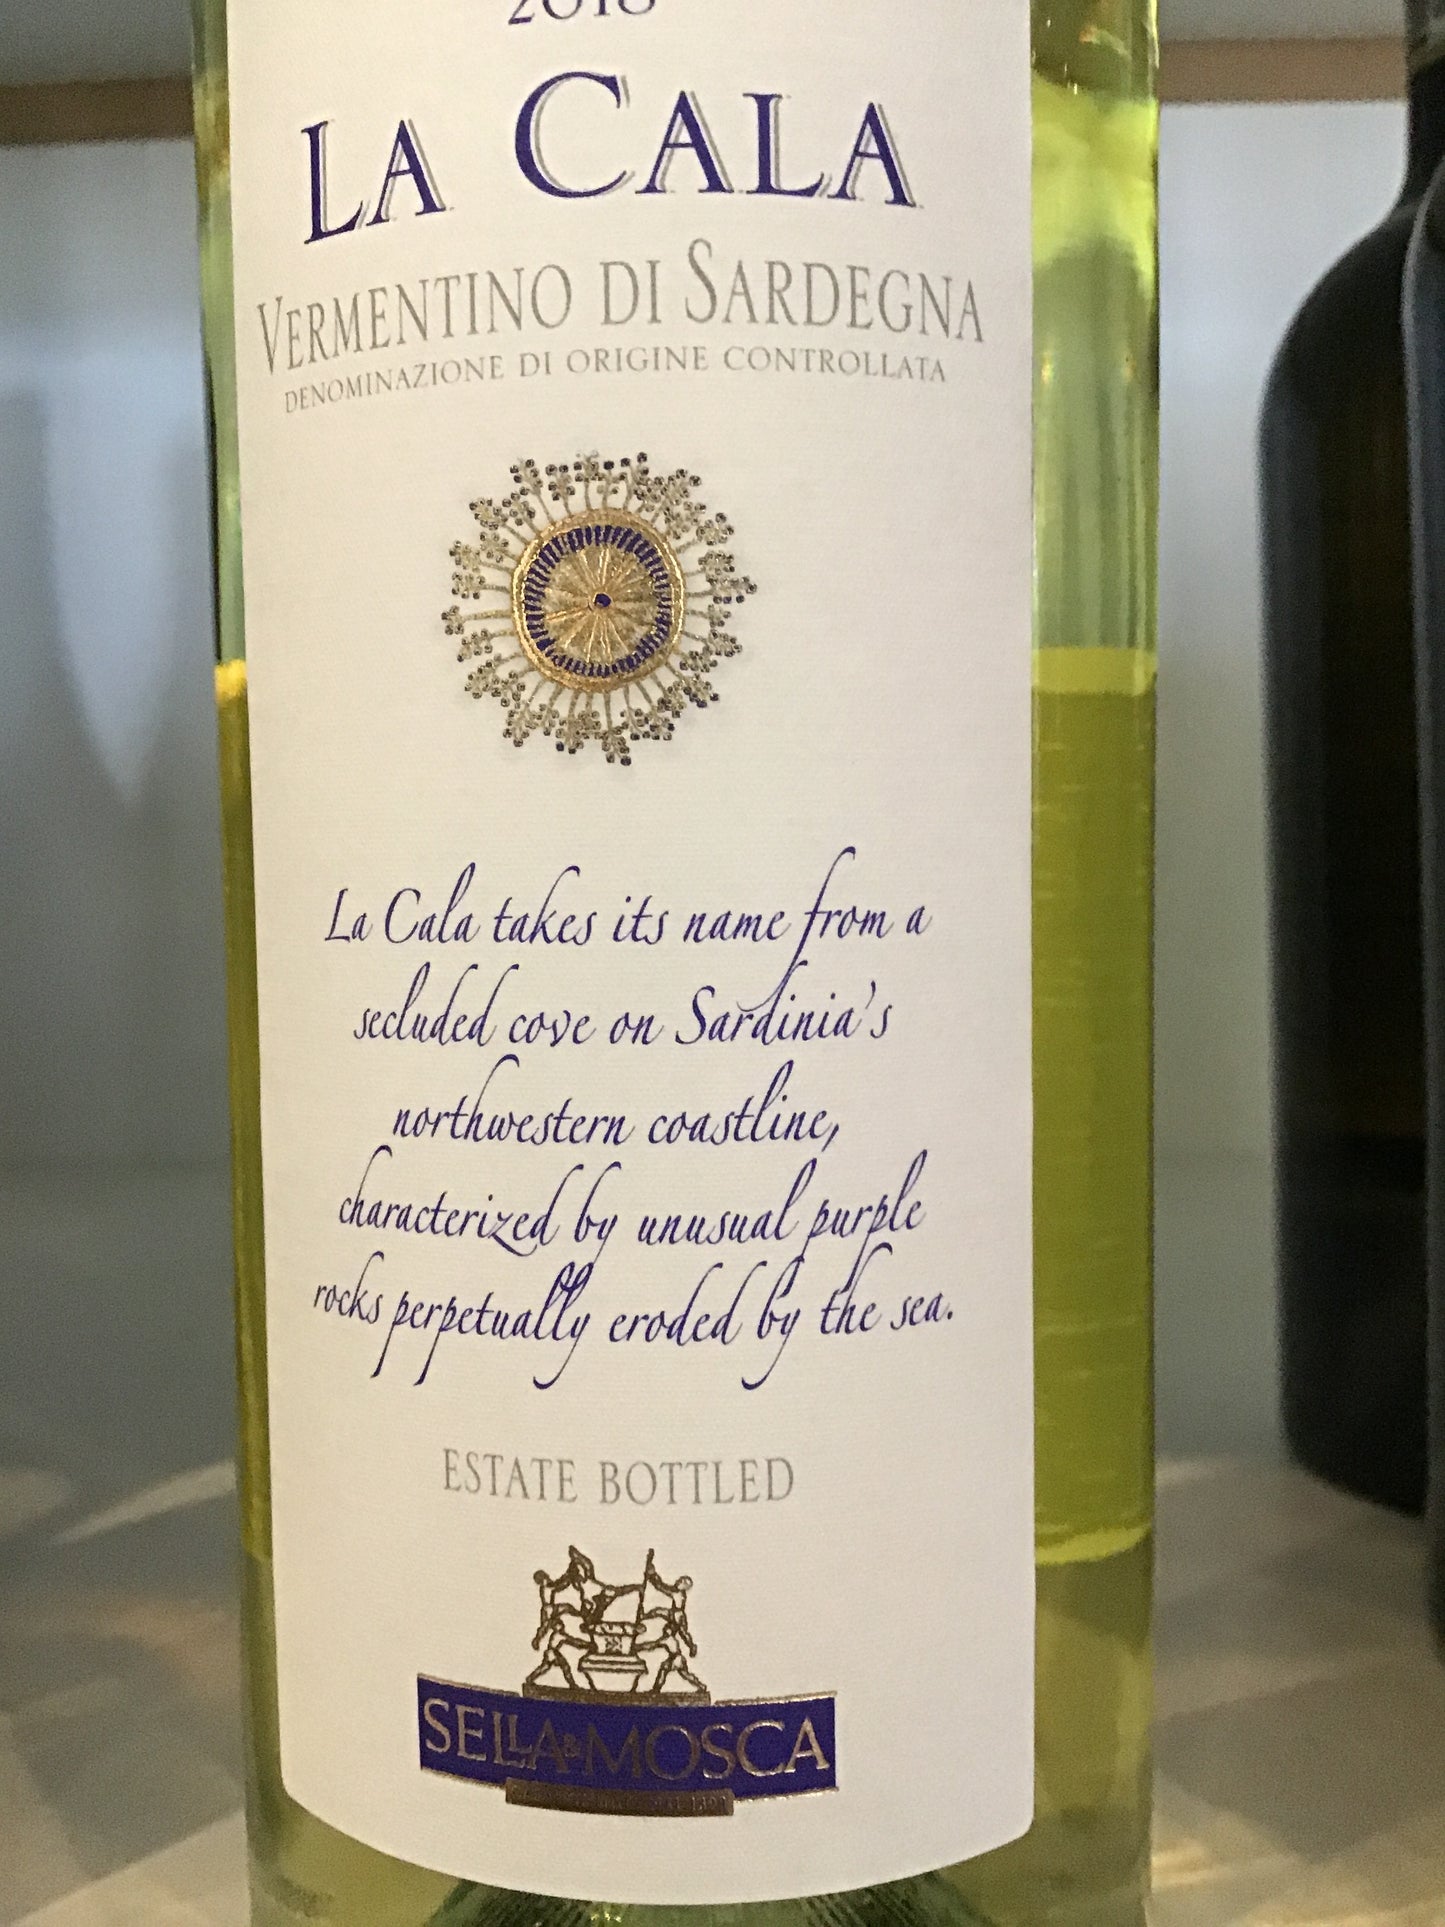 LA CALA
VERMENTINO DI SARDEGNA
DENOMINAZIONE DI ORIGINE CONTROLLATA
La Cala takes its name from a
secluded cove on Sardinia's
northwestern coastline,
characterized by unusual purple
rocks perpetually eroded by the sea.
ESTATE BOTTLED
SELLA&MOSCA